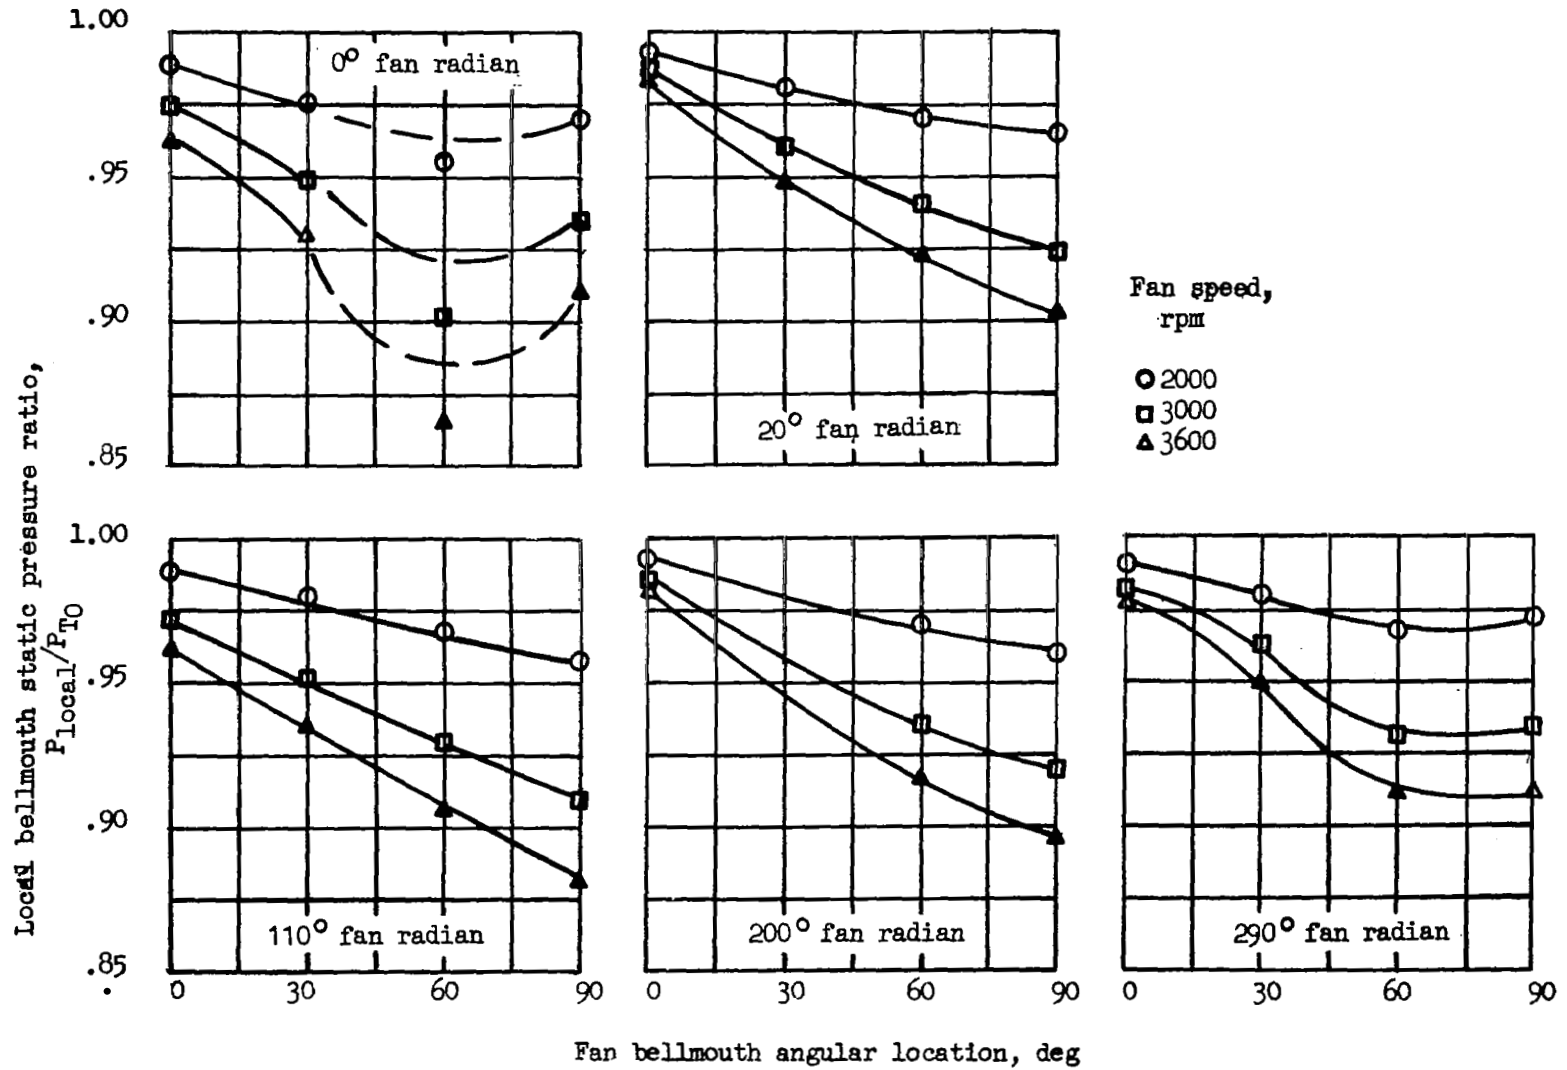 1.00
.95
.90
.85
0° fan radian
20° fan radian
Fan speed,
rpm
2000
3000
3600
Local bellmouth static pressure ratio,
Plocal/PTO
1.00
.95
.90
.85
110° fan radian
200° fan radian
290° fan radian
0 30 60 90
0 30 60 90
0 30 60 90
Fan bellmouth angular location, deg